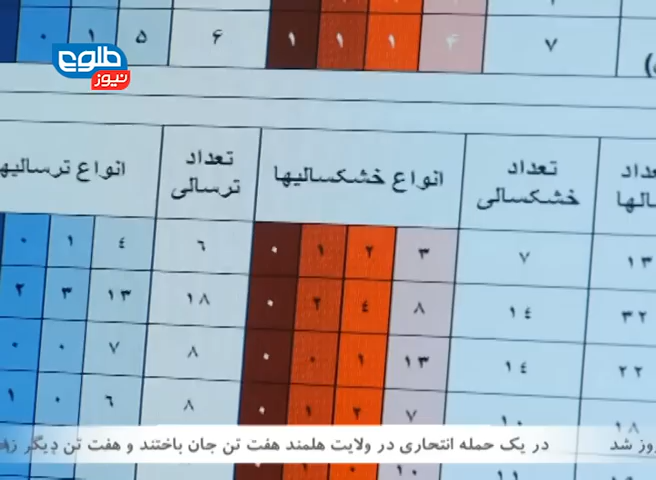 ۷ ۴ ۱ ۱ ۱ ۶ ۵ ۱ ۰
طلوع
نیوز
تعداد خشکسالی انواع خشکسالیها تعداد ترسالی انواع ترسالیها
۱۳ ۷ ۳ ۲ ۱ ۰ ۶ ۴ ۱ ۰
۳۲ ۱۴ ۸ ۴ ۲ ۰ ۱۸ ۱۳ ۳ ۲
۲۲ ۱۴ ۱۳ ۱ ۰ ۰ ۸ ۷ ۰ ۰
۱۸ ۱۰ ۷ ۲ ۱ ۰ ۸ ۶ ۰ ۱
در یک حمله انتحاری در ولایت هلمند هفت تن جان باختند و هفت تن دیگر
۱۱ ۱۰